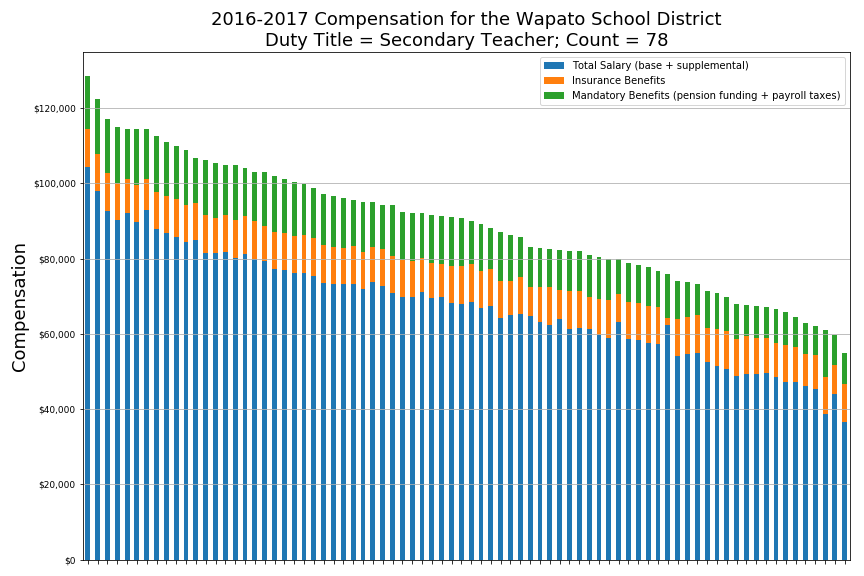 2016-2017 Compensation for the Wapato School District
Duty Title = Secondary Teacher; Count = 78
Total Salary (base + supplemental)
Insurance Benefits
Mandatory Benefits (pension funding + payroll taxes)
Compensation
$120,000
$100,000
$80,000
$60,000
$40,000
$20,000
$0